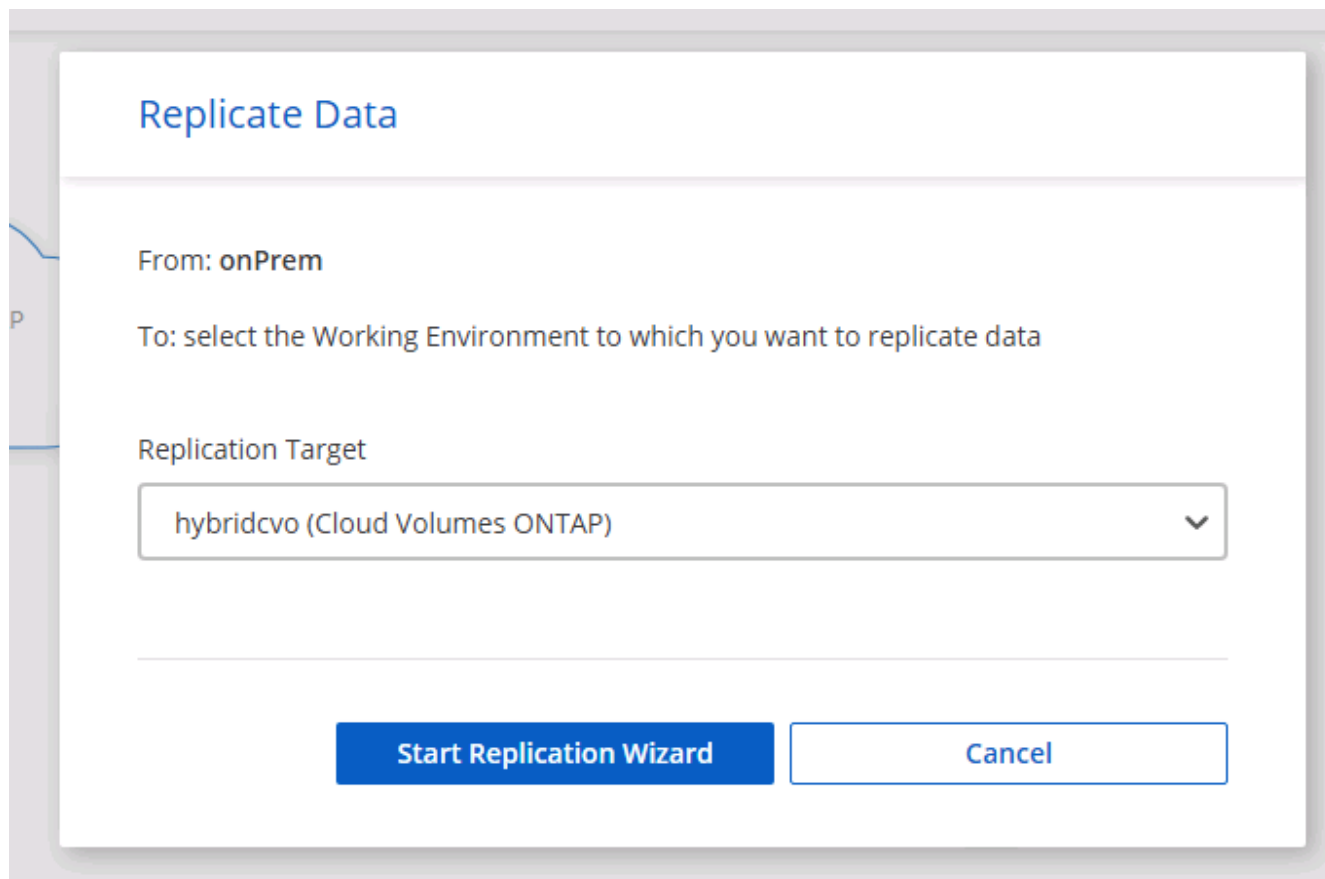 Replicate Data
From: onPrem
P
To: select the Working Environment to which you want to replicate data
Replication Target
hybridcvo (Cloud Volumes ONTAP)
Start Replication Wizard
Cancel